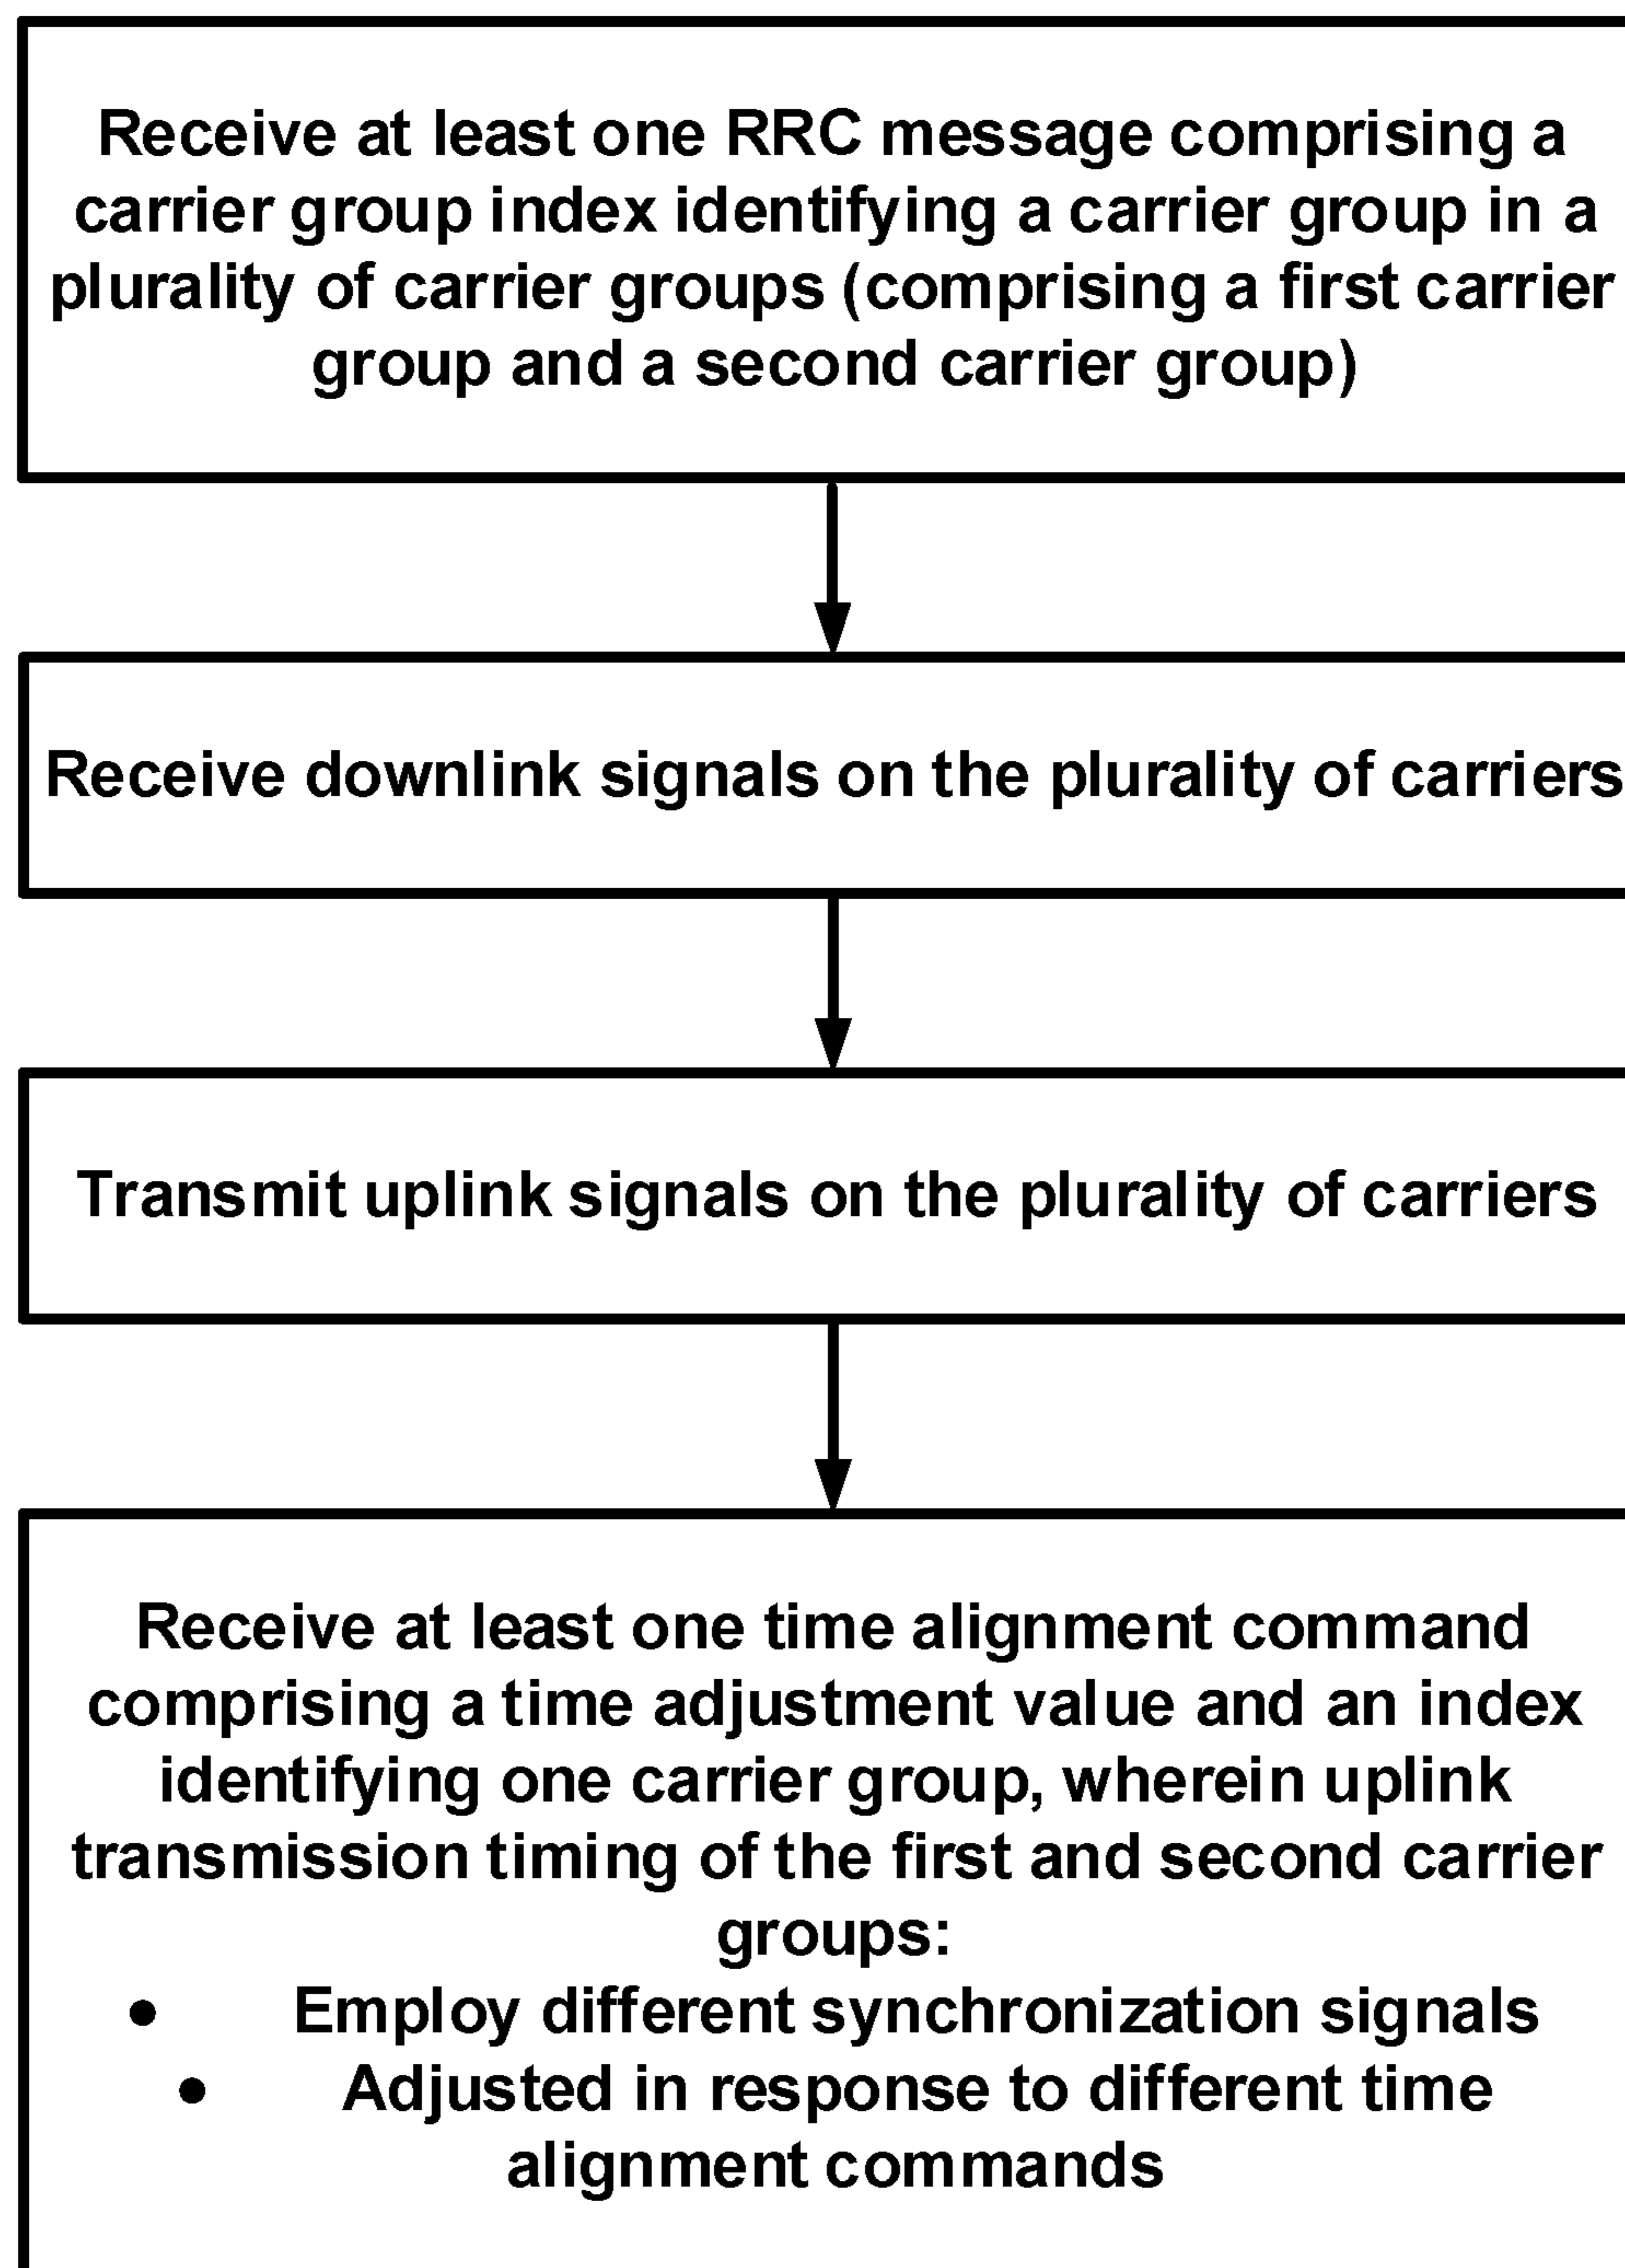 Receive at least one RRC message comprising a
carrier group index identifying a carrier group in a
plurality of carrier groups (comprising a first carrier
group and a second carrier group)
Receive downlink signals on the plurality of carriers
Transmit uplink signals on the plurality of carriers
Receive at least one time alignment command
comprising a time adjustment value and an index
identifying one carrier group, wherein uplink
transmission timing of the first and second carrier
groups:
• Employ different synchronization signals
• Adjusted in response to different time
alignment commands